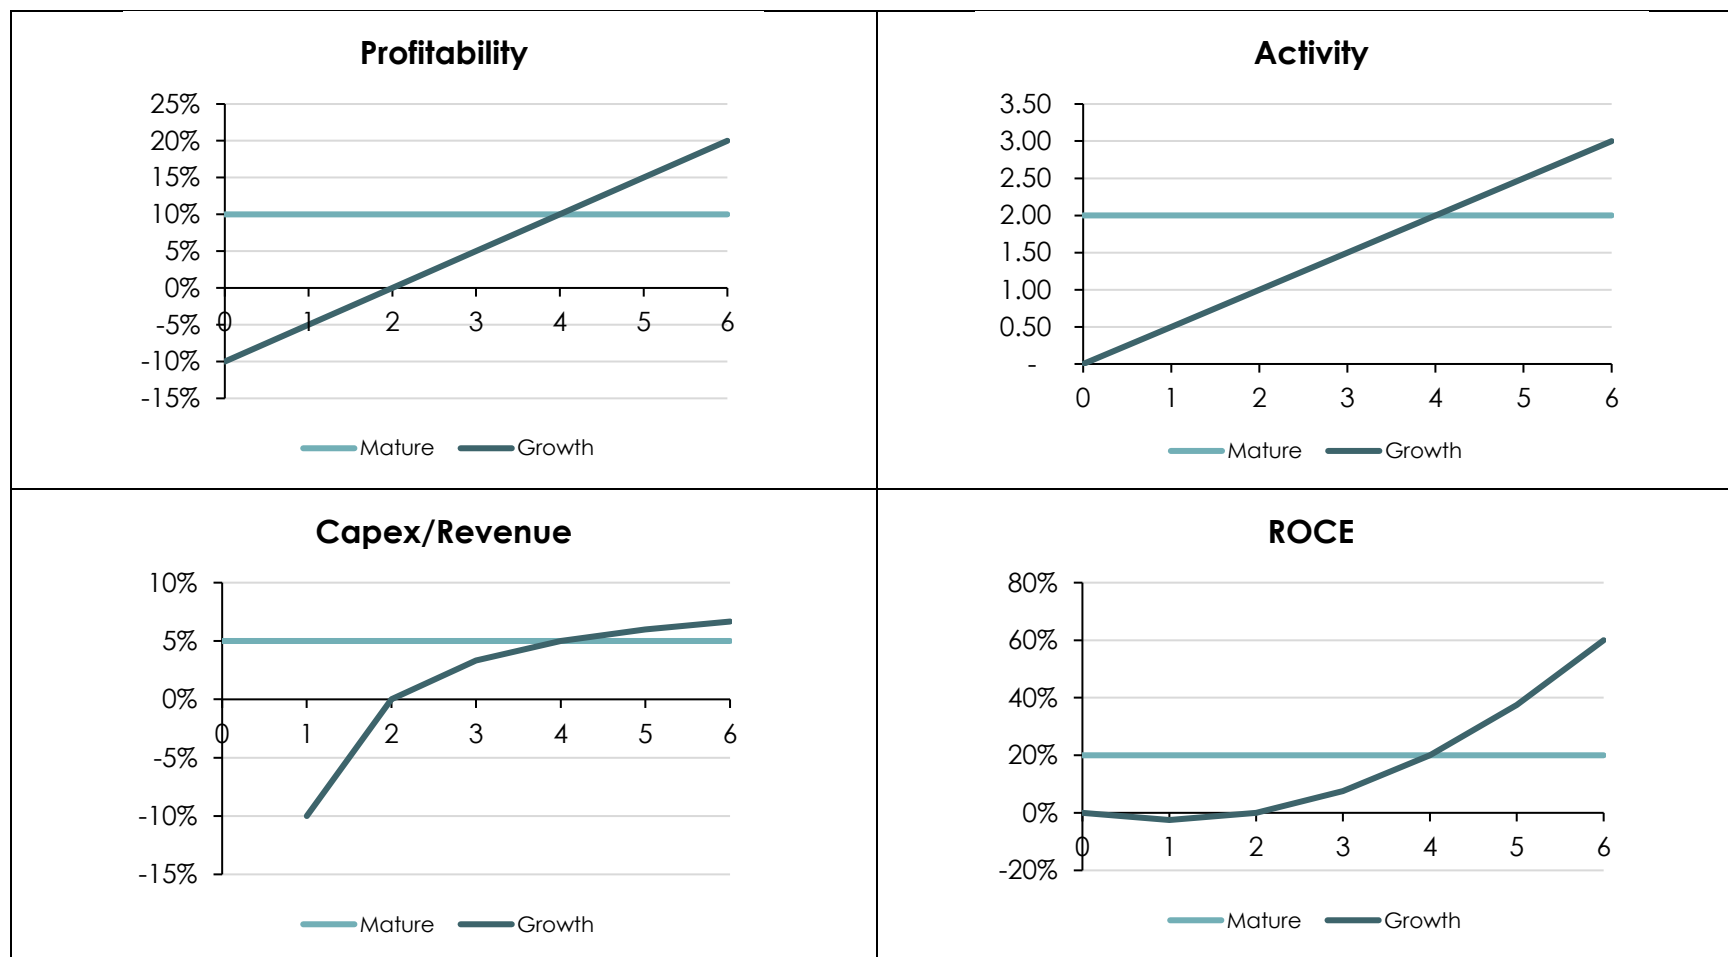 Profitability
25%
20%
15%
10%
5%
0%
-5%
-10%
-15%
0 1 2 3 4 5 6
Mature Growth
Activity
3.50
3.00
2.50
2.00
1.50
1.00
0.50
-
0 1 2 3 4 5 6
Mature Growth
Capex/Revenue
10%
5%
0%
-5%
-10%
-15%
0 1 2 3 4 5 6
Mature Growth
ROCE
80%
60%
40%
20%
0%
-20%
0 1 2 3 4 5 6
Mature Growth